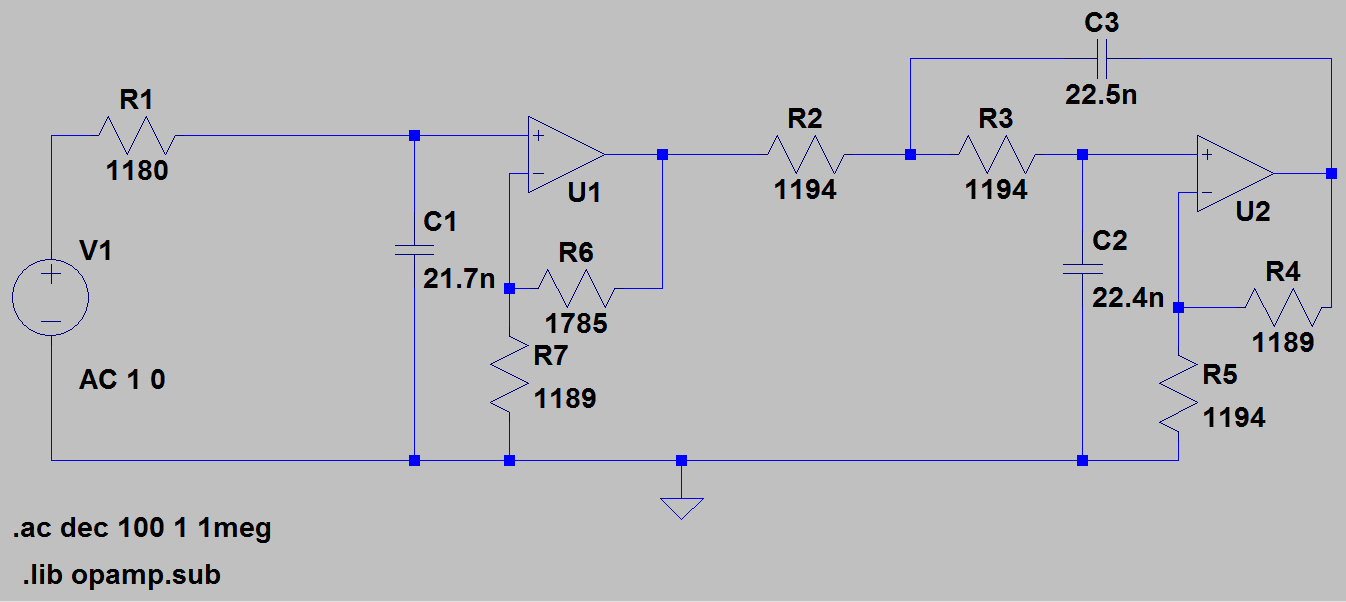 C3
22.5n
R1
1180
R2
1194
R3
1194
U1
U2
V1
C1
21.7n
R6
1785
C2
22.4n
R4
1189
R7
1189
R5
1194
AC 1 0
.ac dec 100 1 1meg
.lib opamp.sub